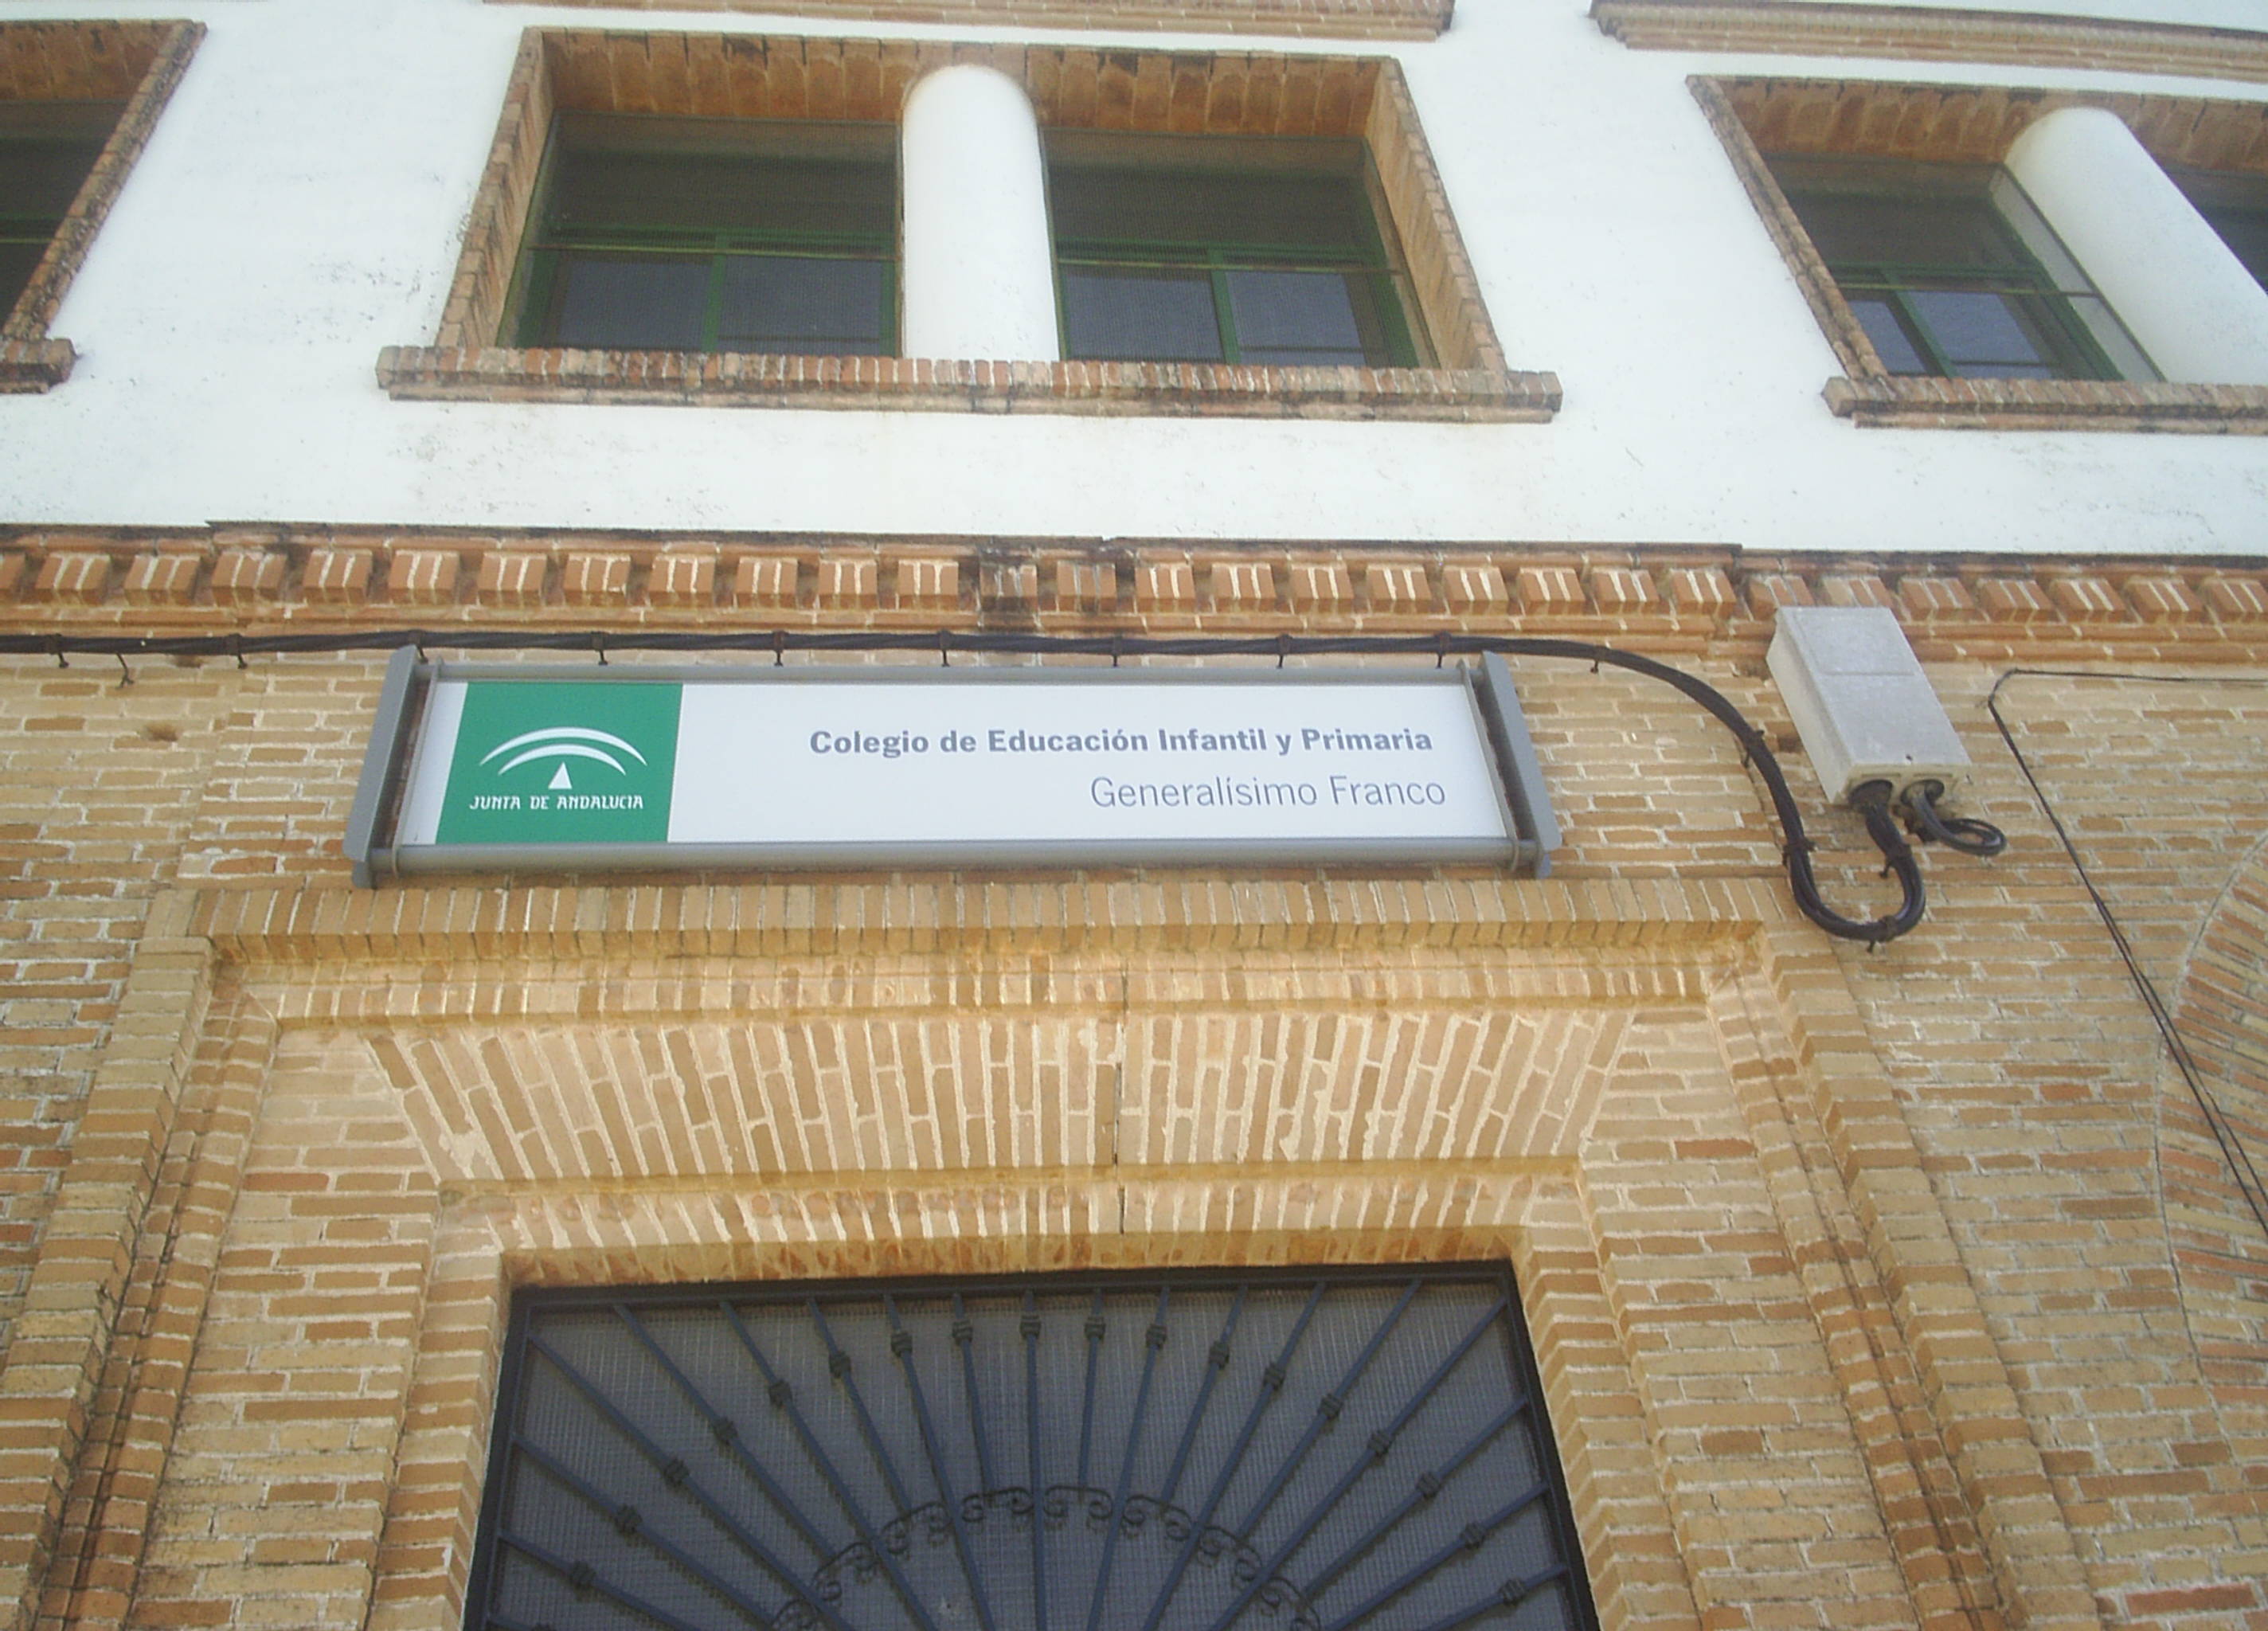 JUNTA DE ANDALUCIA
Colegio de Educación Infantil y Primaria
Generalísimo Franco